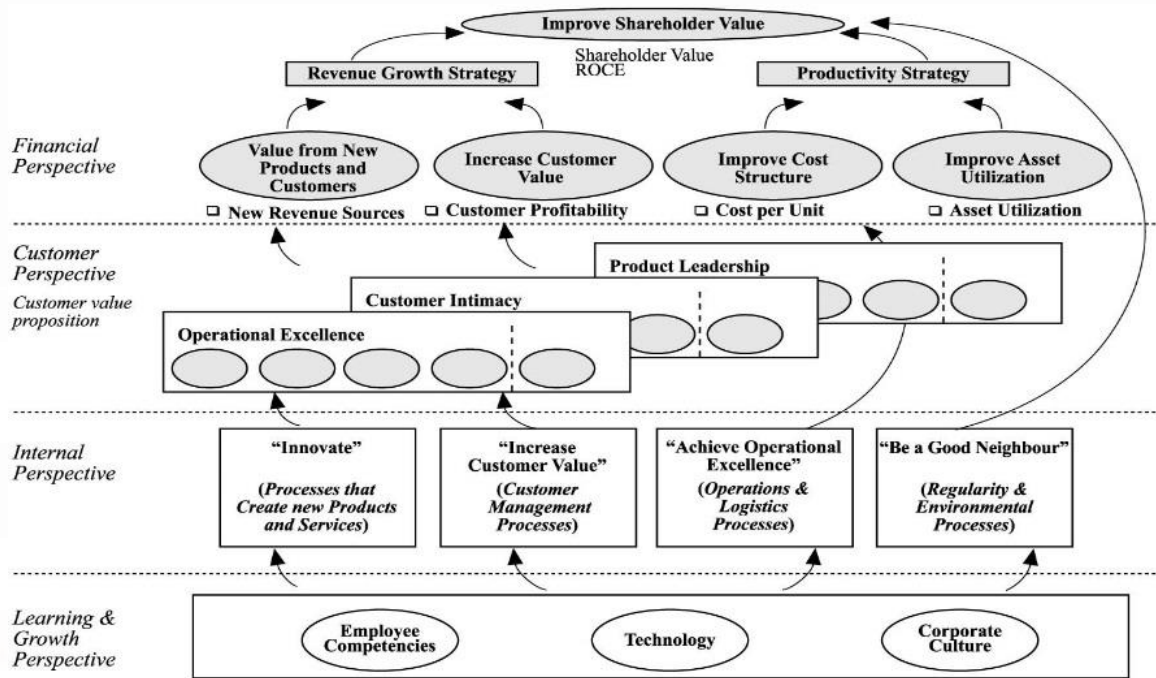 Improve Shareholder Value
Shareholder Value
ROCE
Revenue Growth Strategy
Productivity Strategy
Financial
Perspective
Value from New
Products and
Customers
Increase Customer
Value
Improve Cost
Structure
Improve Asset
Utilization
New Revenue Sources
Customer Profitability
Cost per Unit
Asset Utilization
Customer
Perspective
Customer value
proposition
Product Leadership
Customer Intimacy
Operational Excellence
Internal
Perspective
“Innovate”
(Processes that
Create new Products
and Services)
“Increase
Customer Value”
(Customer
Management
Processes)
“Achieve Operational
Excellence”
(Operations &
Logistics
Processes)
“Be a Good Neighbour”
(Regularity &
Environmental
Processes)
Learning &
Growth
Perspective
Employee
Competencies
Technology
Corporate
Culture